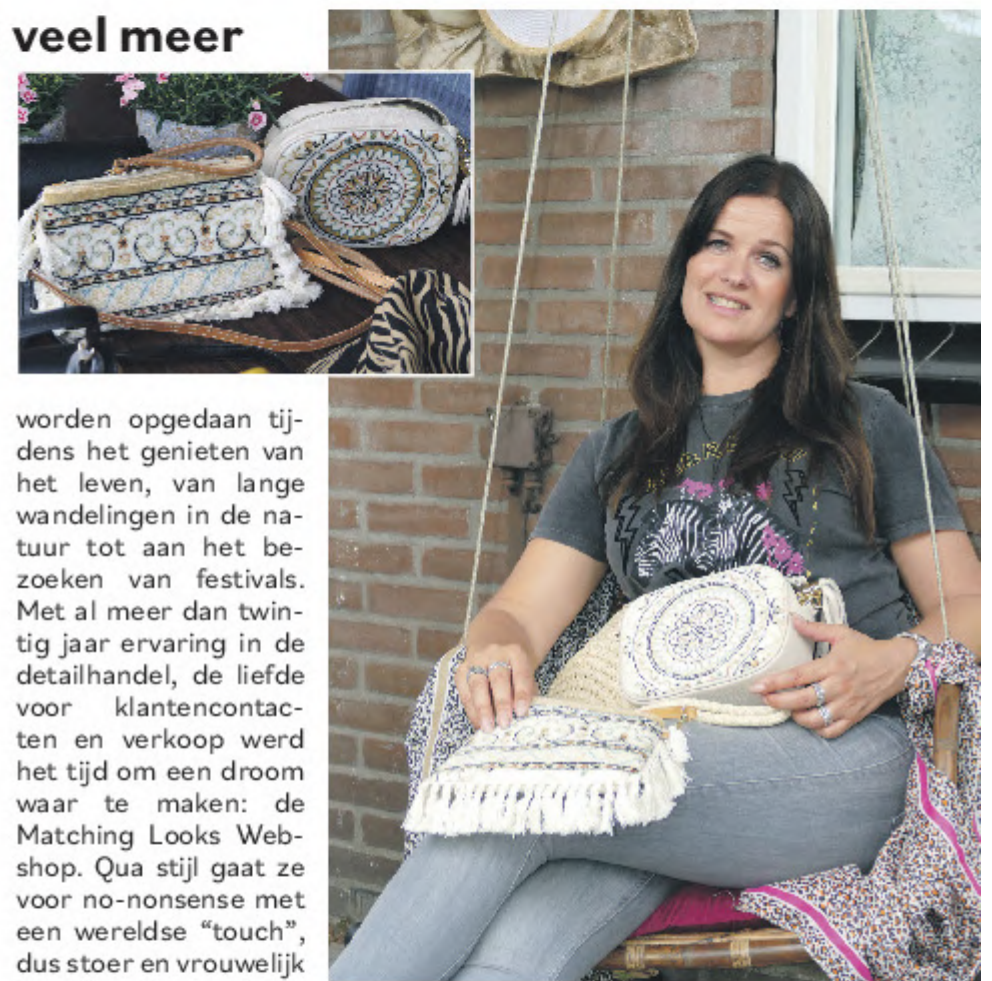 veel meer
worden opgedaan tij-
dens het genieten van
het leven, van lange
wandelingen in de na-
tuur tot aan het be-
zoeken van festivals.
Met al meer dan twin-
tig jaar ervaring in de
detailhandel, de liefde
voor klantencontac-
ten en verkoop werd
het tijd om een droom
waar te maken: de
Matching Looks Web-
shop. Qua stijl gaat ze
voor no-nonsense met
een wereldse “touch”,
dus stoer en vrouwelijk